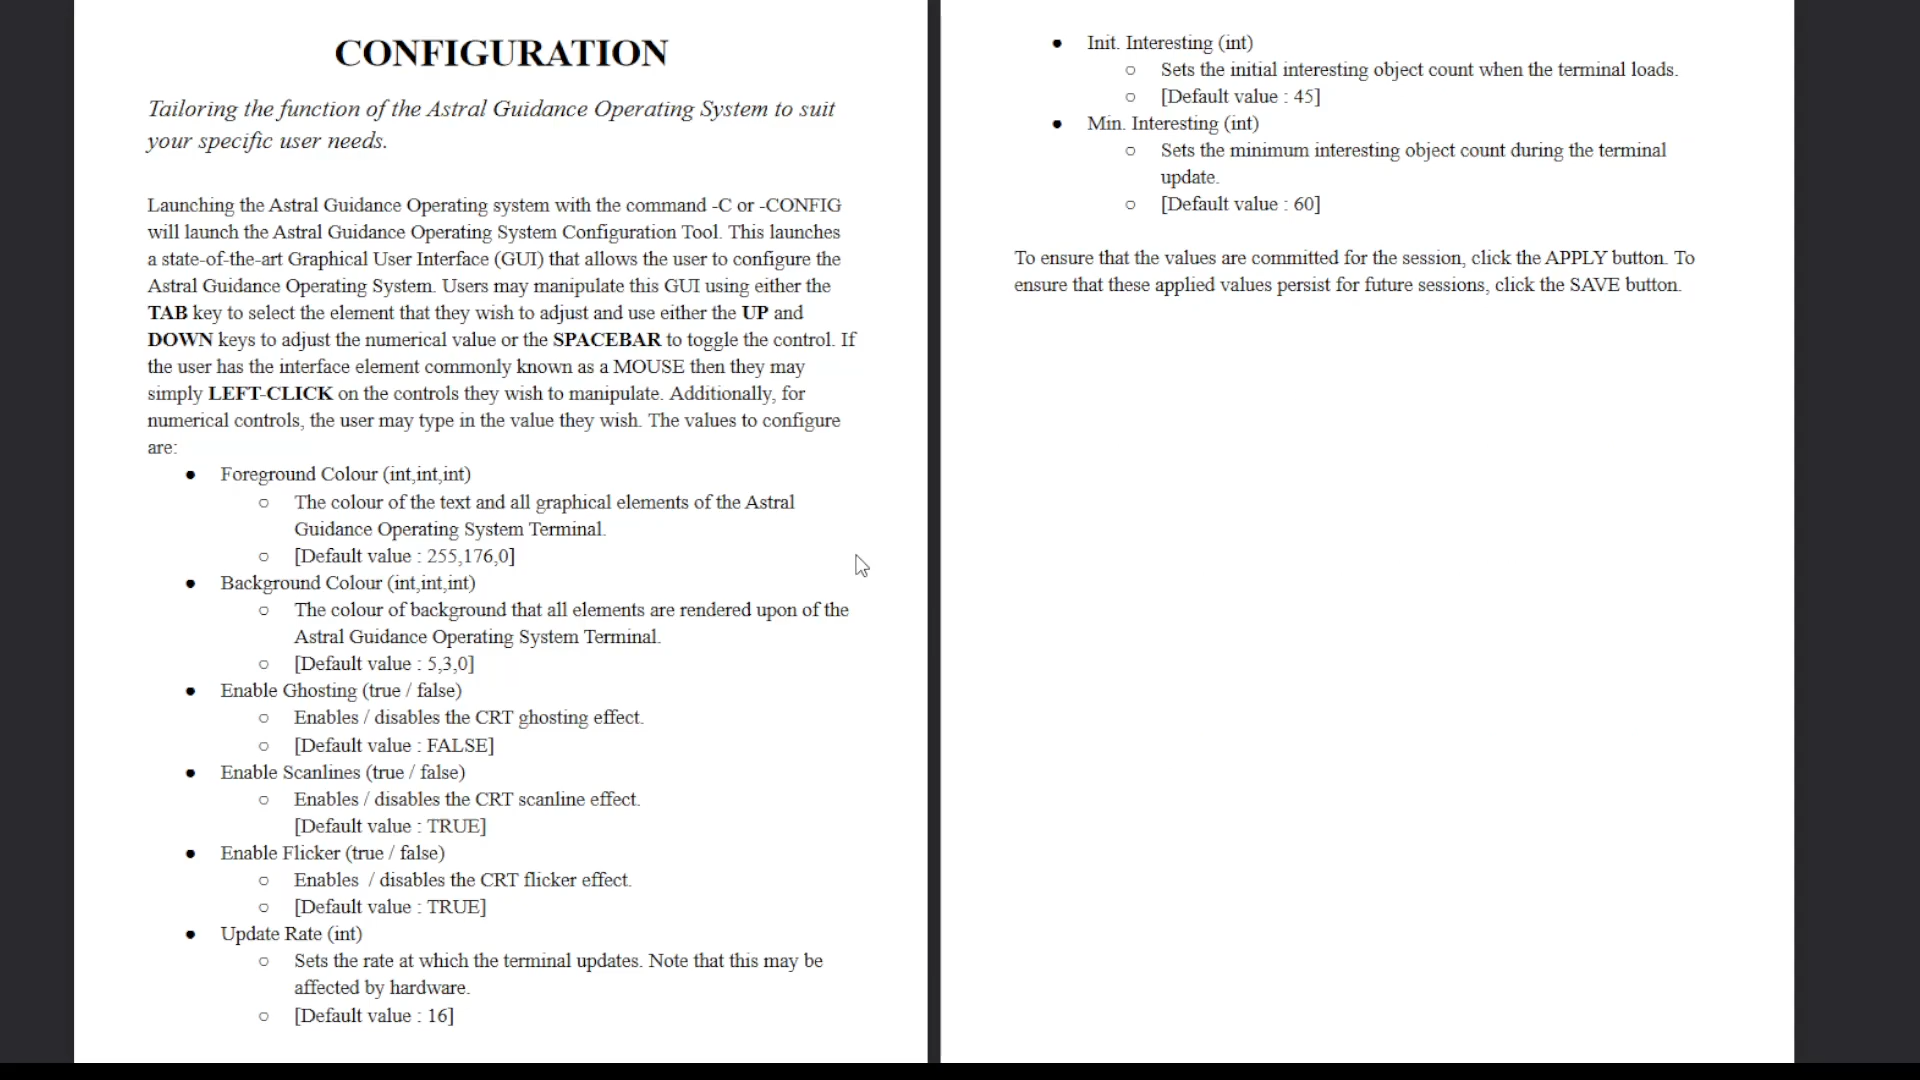 CONFIGURATION
Tailoring the function of the Astral Guidance Operating System to suit
your specific user needs.
Launching the Astral Guidance Operating system with the command -C or -CONFIG
will launch the Astral Guidance Operating System Configuration Tool. This launches
a state-of-the-art Graphical User Interface (GUI) that allows the user to configure the
Astral Guidance Operating System. Users may manipulate this GUI using either the
TAB key to select the element that they wish to adjust and use either the UP and
DOWN keys to adjust the numerical value or the SPACEBAR to toggle the control. If
the user has the interface element commonly known as a MOUSE then they may
simply LEFT-CLICK on the controls they wish to manipulate. Additionally, for
numerical controls, the user may type in the value they wish. The values to configure
are:
● Foreground Colour (int,int,int)
○ The colour of the text and all graphical elements of the Astral
Guidance Operating System Terminal.
○ [Default value : 255,176,0]
● Background Colour (int,int,int)
○ The colour of background that all elements are rendered upon of the
Astral Guidance Operating System Terminal.
○ [Default value : 5,3,0]
● Enable Ghosting (true / false)
○ Enables / disables the CRT ghosting effect.
○ [Default value : FALSE]
● Enable Scanlines (true / false)
○ Enables / disables the CRT scanline effect.
[Default value : TRUE]
● Enable Flicker (true / false)
○ Enables  / disables the CRT flicker effect.
○ [Default value : TRUE]
● Update Rate (int)
○ Sets the rate at which the terminal updates. Note that this may be
affected by hardware.
○ [Default value : 16]
● Init. Interesting (int)
○ Sets the initial interesting object count when the terminal loads.
○ [Default value : 45]
● Min. Interesting (int)
○ Sets the minimum interesting object count during the terminal
update.
○ [Default value : 60]
To ensure that the values are committed for the session, click the APPLY button. To
ensure that these applied values persist for future sessions, click the SAVE button.